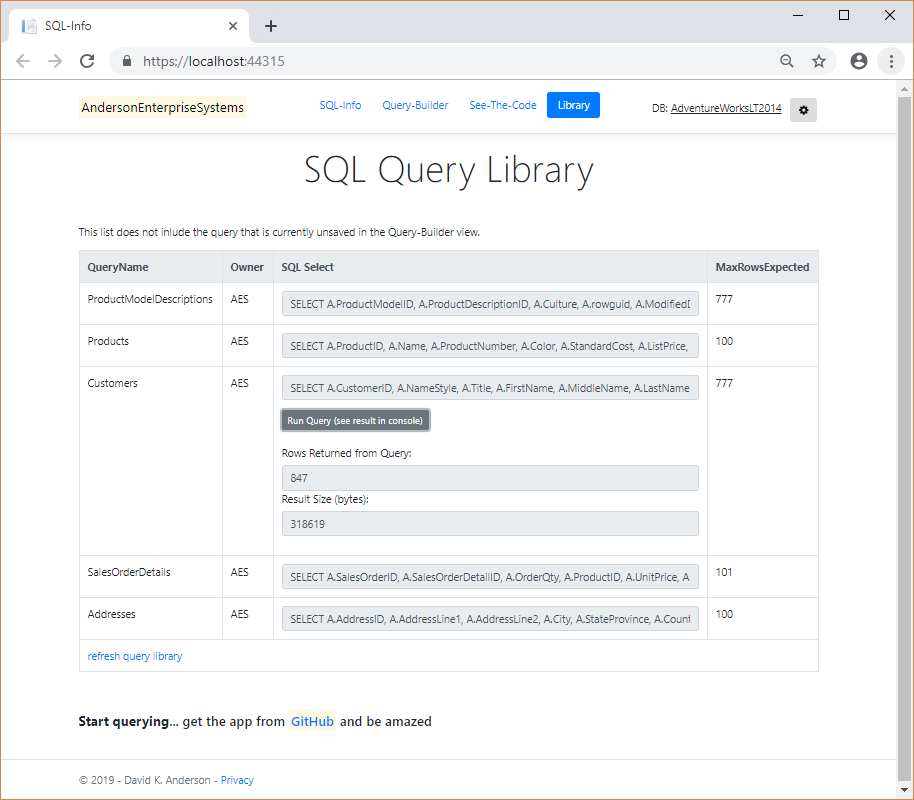 SQL-Info
https://localhost:44315
AndersonEnterpriseSystems SQL-Info Query-Builder See-The-Code Library DB: AdventureWorksLT2014
SQL Query Library
This list does not inlude the query that is currently unsaved in the Query-Builder view.
QueryName Owner SQL Select MaxRowsExpected
ProductModelDescriptions AES SELECT A.ProductModelID, A.ProductDescriptionID, A.Culture, A.rowguid, A.ModifiedD 777
Products AES SELECT A.ProductID, A.Name, A.ProductNumber, A.Color, A.StandardCost, A.ListPrice, 100
Customers AES SELECT A.CustomerID, A.NameStyle, A.Title, A.FirstName, A.MiddleName, A.LastName 777
Run Query (see result in console)
Rows Returned from Query:
847
Result Size (bytes):
318619
SalesOrderDetails AES SELECT A.SalesOrderID, A.SalesOrderDetailID, A.OrderQty, A.ProductID, A.UnitPrice, A 101
Addresses AES SELECT A.AddressID, A.AddressLine1, A.AddressLine2, A.City, A.StateProvince, A.Count 100
refresh query library
Start querying... get the app from GitHub and be amazed
© 2019 - David K. Anderson - Privacy